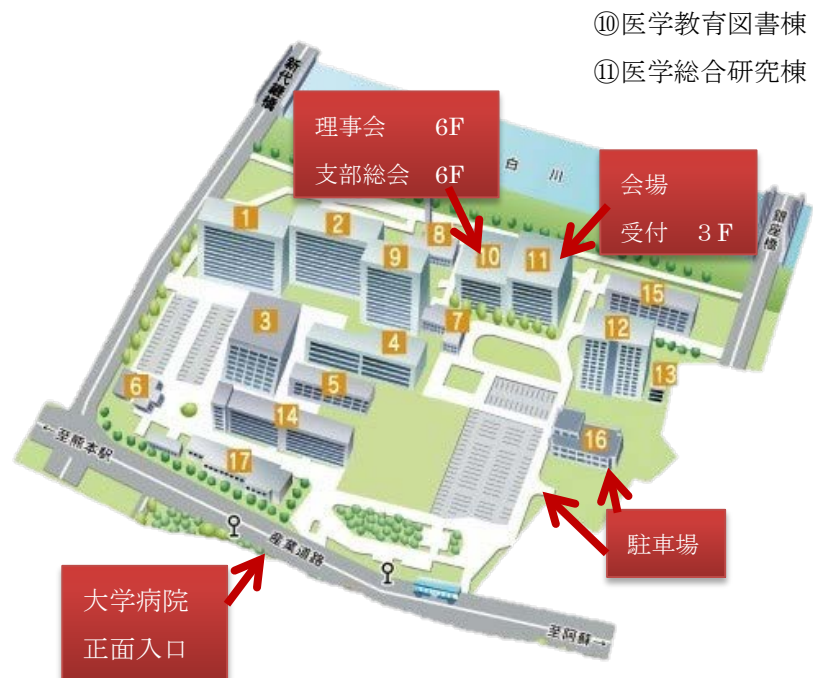 ⑩医学教育図書棟
⑪医学総合研究棟
新代継橋
理事会　6F
支部総会　6F
白川
会場
受付　３F
銀座橋
1
2
8
9
10
11
15
12
3
7
4
13
5
6
14
16
17
←至熊本駅
産業道路
駐車場
大学病院
正面入口
至阿蘇→